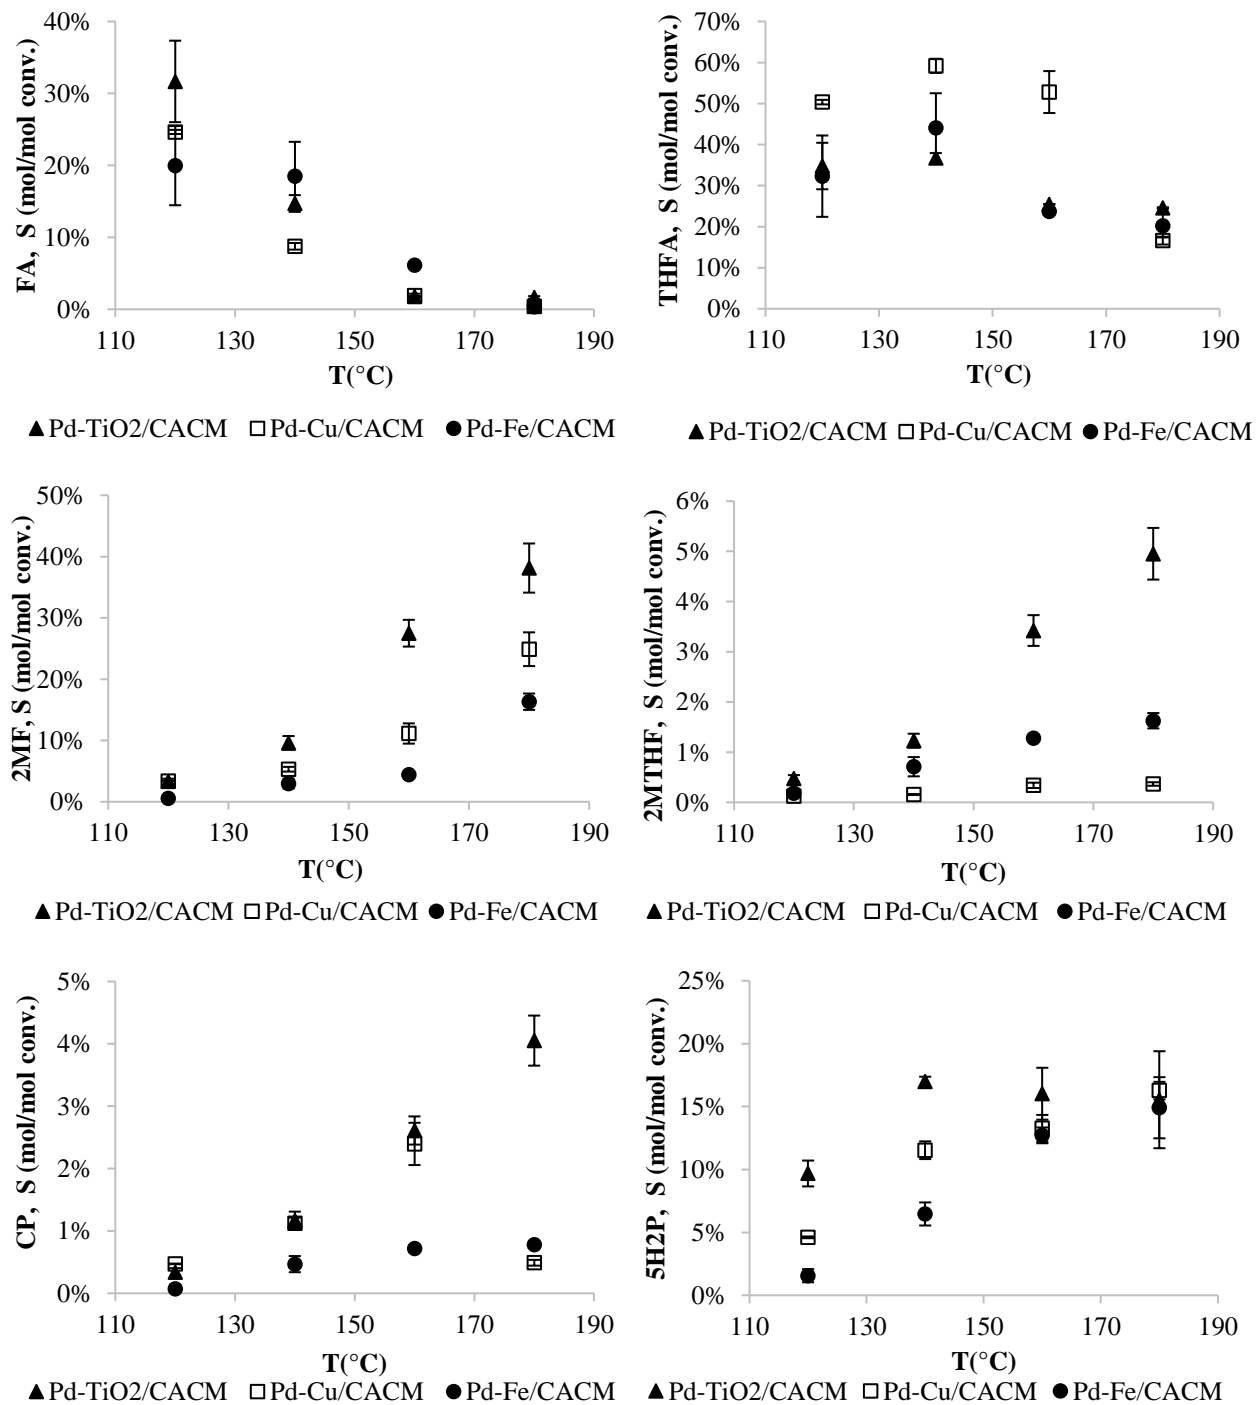 FA, S (mol/mol conv.)
40%
30%
20%
10%
0%
110 130 150 170 190
T(°C)
▲ Pd-TiO2/CACM □ Pd-Cu/CACM ● Pd-Fe/CACM
THFA, S (mol/mol conv.)
70%
60%
50%
40%
30%
20%
10%
0%
110 130 150 170 190
T(°C)
▲ Pd-TiO2/CACM □ Pd-Cu/CACM ● Pd-Fe/CACM
2MF, S (mol/mol conv.)
50%
40%
30%
20%
10%
0%
110 130 150 170 190
T(°C)
▲ Pd-TiO2/CACM □ Pd-Cu/CACM ● Pd-Fe/CACM
2MTHF, S (mol/mol conv.)
6%
5%
4%
3%
2%
1%
0%
110 130 150 170 190
T(°C)
▲ Pd-TiO2/CACM □ Pd-Cu/CACM ● Pd-Fe/CACM
CP, S (mol/mol conv.)
5%
4%
3%
2%
1%
0%
110 130 150 170 190
T(°C)
▲ Pd-TiO2/CACM □ Pd-Cu/CACM ● Pd-Fe/CACM
5H2P, S (mol/mol conv.)
25%
20%
15%
10%
5%
0%
110 130 150 170 190
T(°C)
▲ Pd-TiO2/CACM □ Pd-Cu/CACM ● Pd-Fe/CACM